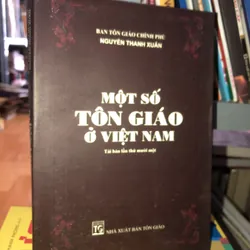 BAN TÔN GIÁO CHÍNH PHỦ
NGUYỄN THANH XUÂN
MỘT SỐ
TÔN GIÁO
Ở VIỆT NAM
Tái bản lần thứ mười một
NHÀ XUẤT BẢN TÔN GIÁO